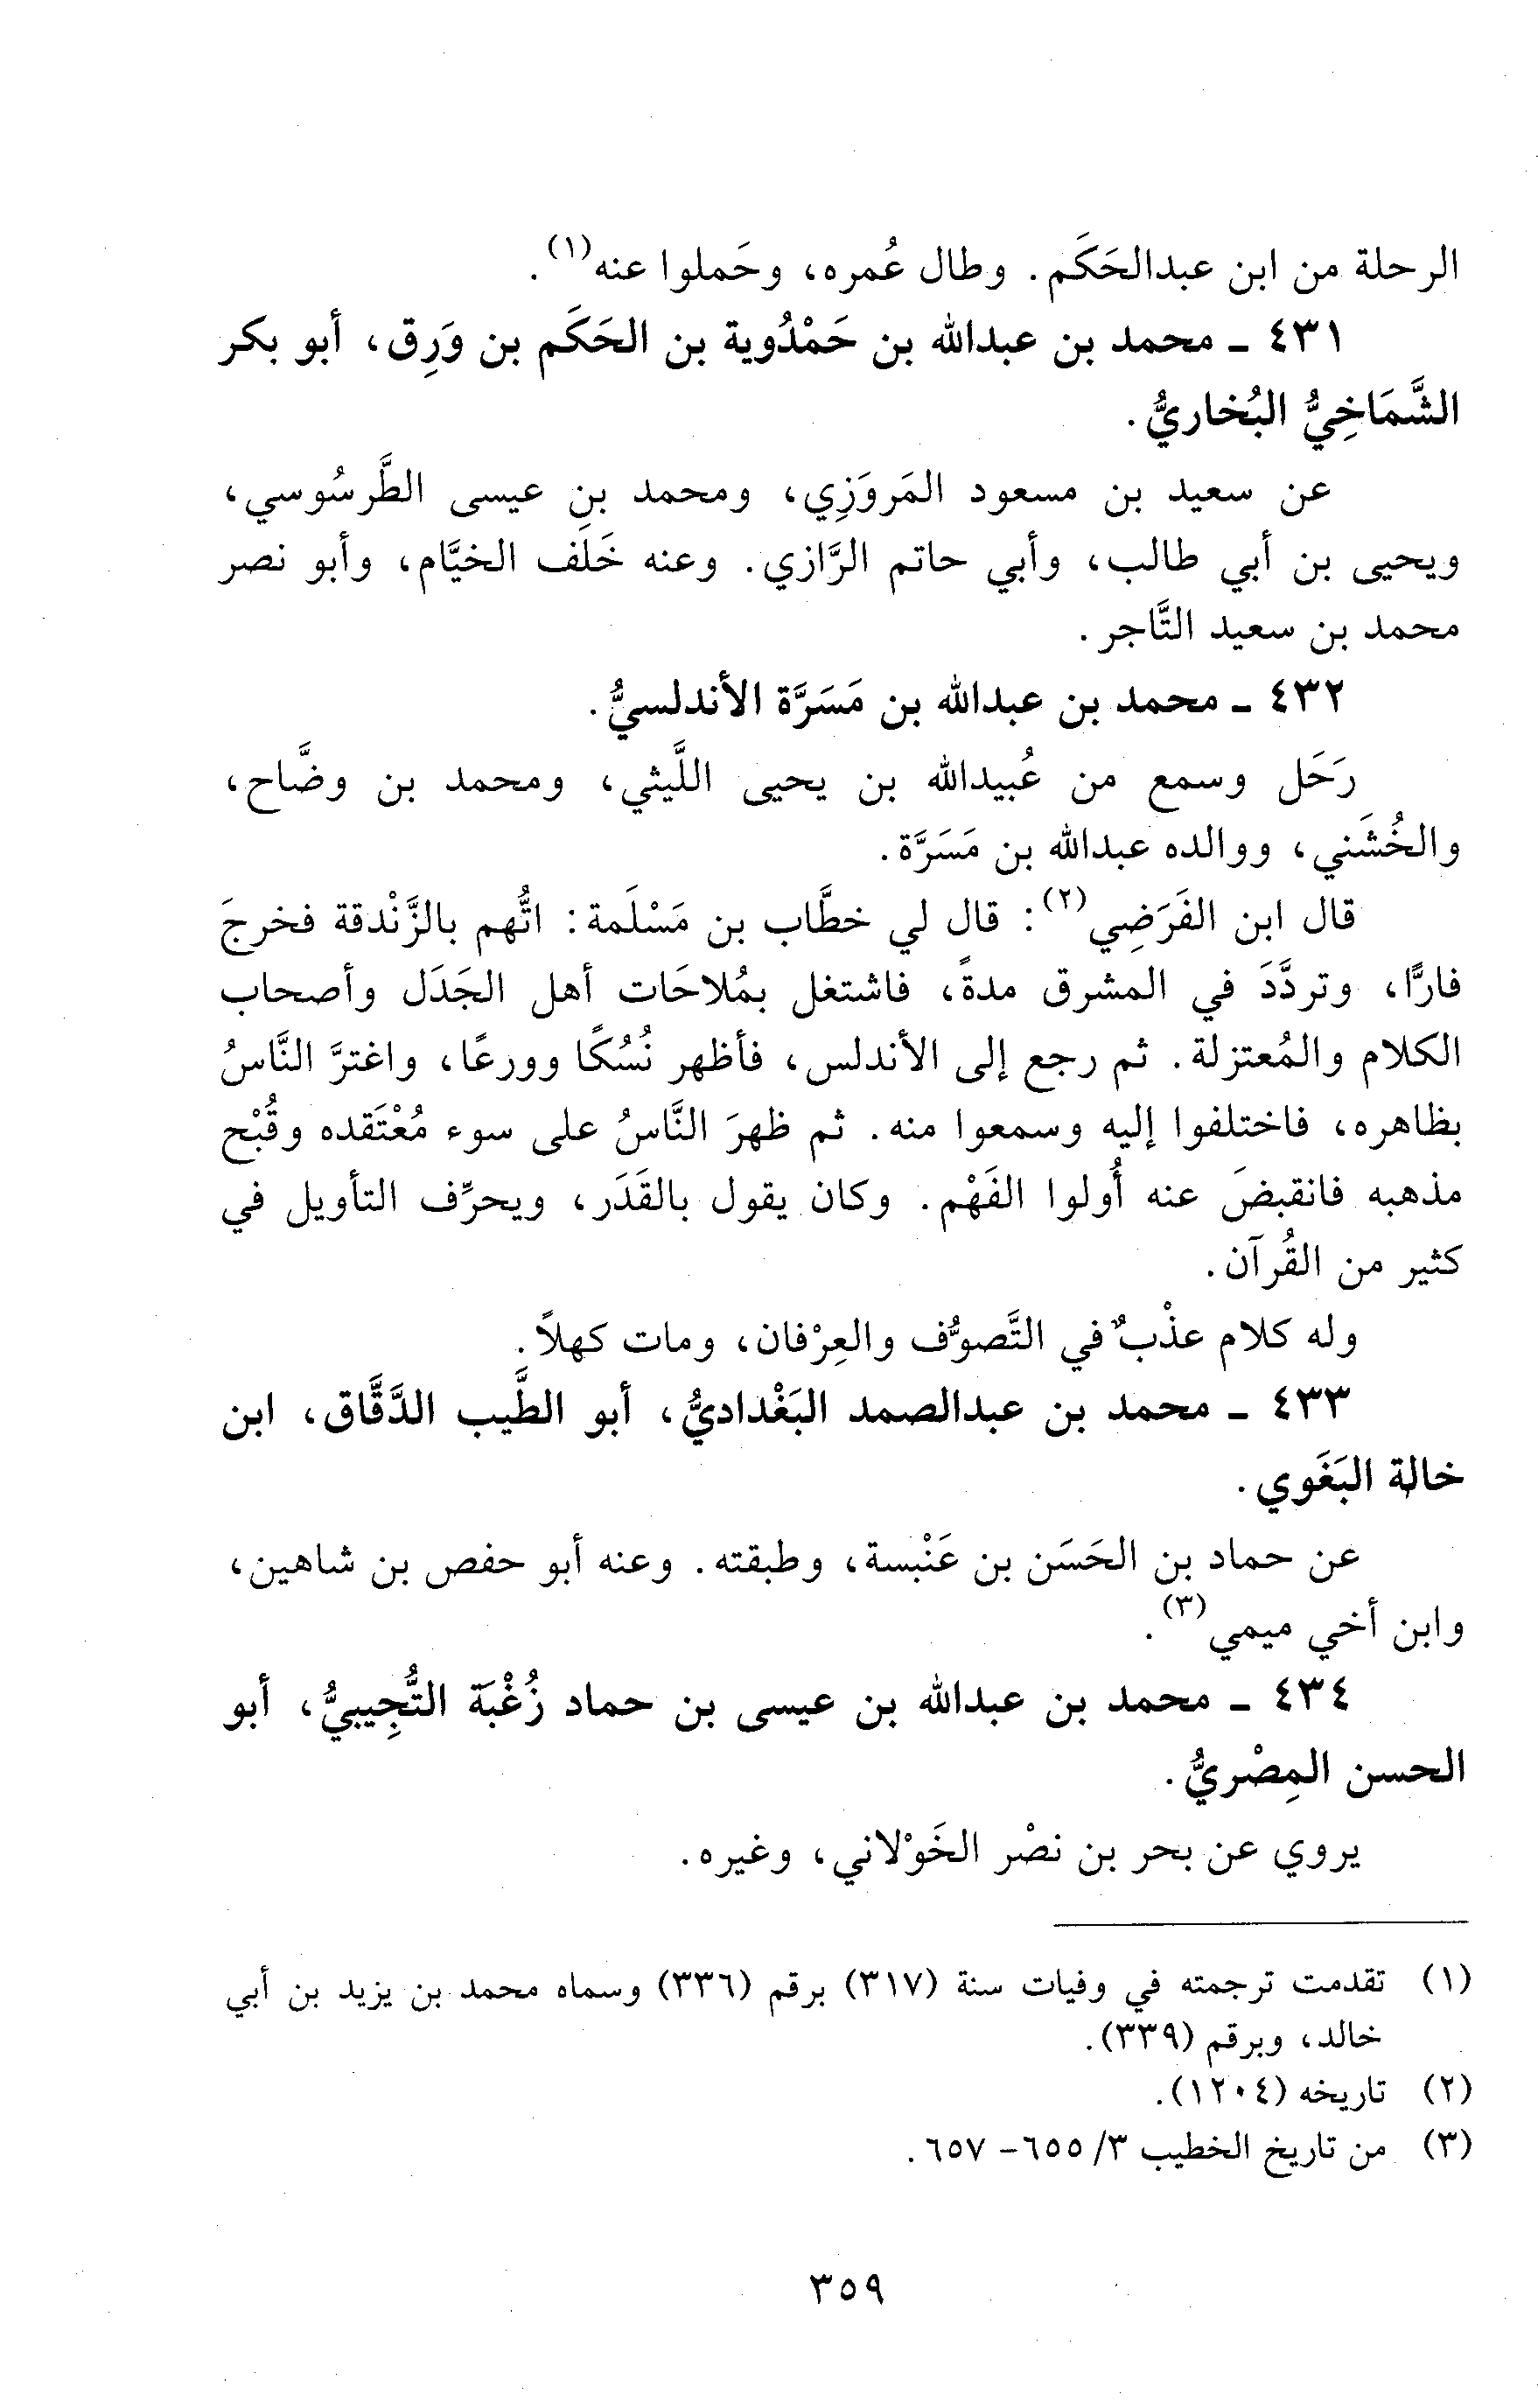 الرحلة من ابن عبدالحَكَم. وطال عُمره، وحَملوا عنه(١).
٤٣١ ـ محمد بن عبدالله بن حَمْدُوية بن الحَكَم بن وَرِق، أبو بكر
الشَّمَاخِيُّ البُخاريُّ.
عن سعيد بن مسعود المَروَزِي، ومحمد بن عيسى الطَّرسُوسي،
ويحيى بن أبي طالب، وأبي حاتم الرَّازي. وعنه خَلَف الخيَّام، وأبو نصر
محمد بن سعيد التَّاجر.
٤٣٢ ـ محمد بن عبدالله بن مَسَرَّة الأندلسيُّ.
رَحَل وسمع من عُبيدالله بن يحيى اللَّيثي، ومحمد بن وضَّاح،
والخُشَني، ووالده عبدالله بن مَسَرَّة.
قال ابن الفَرَضِي(٢): قال لي خطَّاب بن مَسْلَمة: اتُّهم بالزَّنْدقة فخرجَ
فارًّا، وتردَّدَ في المشرق مدةً، فاشتغل بمُلاحَات أهل الجَدَل وأصحاب
الكلام والمُعتزلة. ثم رجع إلى الأندلس، فأظهر نُسُكًا وورعًا، واغترَّ النَّاسُ
بظاهره، فاختلفوا إليه وسمعوا منه. ثم ظهرَ النَّاسُ على سوء مُعْتَقده وقُبْح
مذهبه فانقبضَ عنه أُولوا الفَهْم. وكان يقول بالقَدَر، ويحرِّف التأويل في
كثير من القُرآن.
وله كلام عذْبٌ في التَّصوُّف والعِرْفان، ومات كهلاً.
٤٣٣ ـ محمد بن عبدالصمد البَغْداديُّ، أبو الطَّيب الدَّقَّاق، ابن
خالة البَغَوي.
عن حماد بن الحَسَن بن عَنْبسة، وطبقته. وعنه أبو حفص بن شاهين،
وابن أخي ميمي(٣).
٤٣٤ ـ محمد بن عبدالله بن عيسى بن حماد زُغْبَة التُّجِيبيُّ، أبو
الحسن المِصْريُّ.
يروي عن بحر بن نصْر الخَوْلاني، وغيره.
(١) تقدمت ترجمته في وفيات سنة (٣١٧) برقم (٣٣٦) وسماه محمد بن يزيد بن أبي
خالد، وبرقم (٣٣٩).
(٢) تاريخه (١٢٠٤).
(٣) من تاريخ الخطيب ٣/ ٦٥٥- ٦٥٧.
٣٥٩